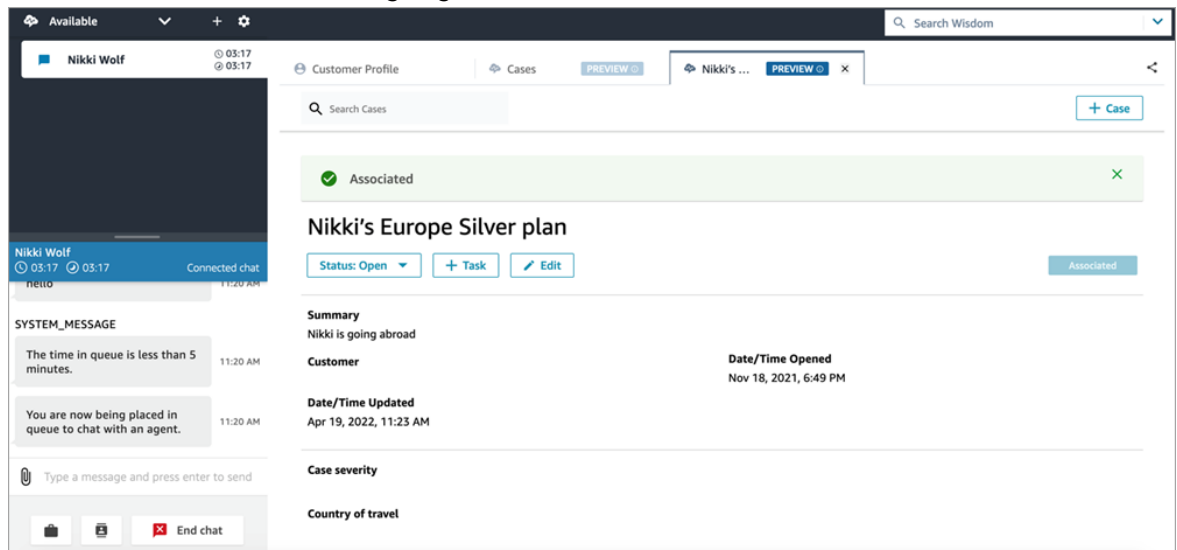 Available
Search Wisdom
Nikki Wolf
03:17
03:17
Customer Profile
Cases
PREVIEW
Nikki's ...
PREVIEW
Search Cases
+ Case
Associated
Nikki's Europe Silver plan
Status: Open
+ Task
Edit
Associated
Summary
Nikki is going abroad
Customer
Date/Time Opened
Nov 18, 2021, 6:49 PM
Date/Time Updated
Apr 19, 2022, 11:23 AM
Case severity
Country of travel
Nikki Wolf
03:17 03:17 Connected chat
hello 11:20 AM
SYSTEM_MESSAGE
The time in queue is less than 5
minutes.
11:20 AM
You are now being placed in
queue to chat with an agent.
11:20 AM
Type a message and press enter to send
End chat